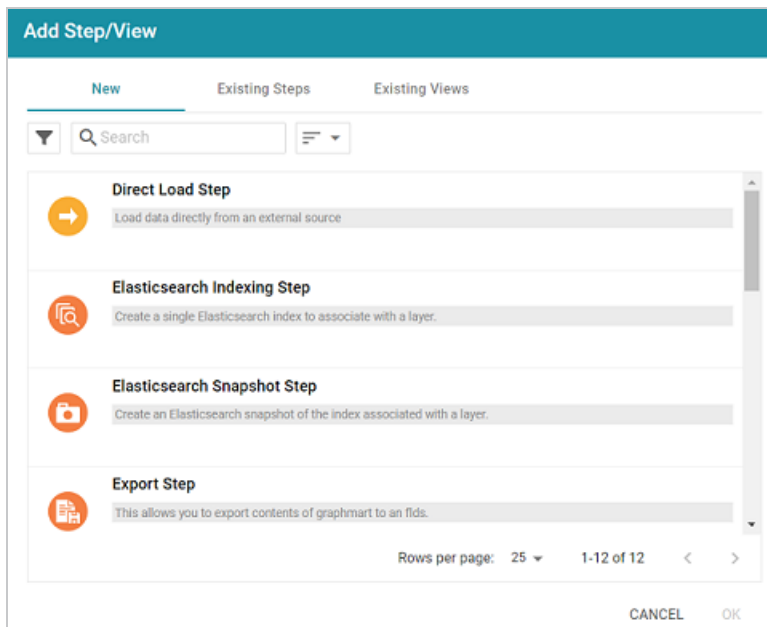 Add Step/View
New Existing Steps Existing Views
Search
Direct Load Step
Load data directly from an external source
Elasticsearch Indexing Step
Create a single Elasticsearch index to associate with a layer.
Elasticsearch Snapshot Step
Create an Elasticsearch snapshot of the index associated with a layer.
Export Step
This allows you to export contents of graphmart to an flds.
Rows per page: 25 1-12 of 12
CANCEL OK